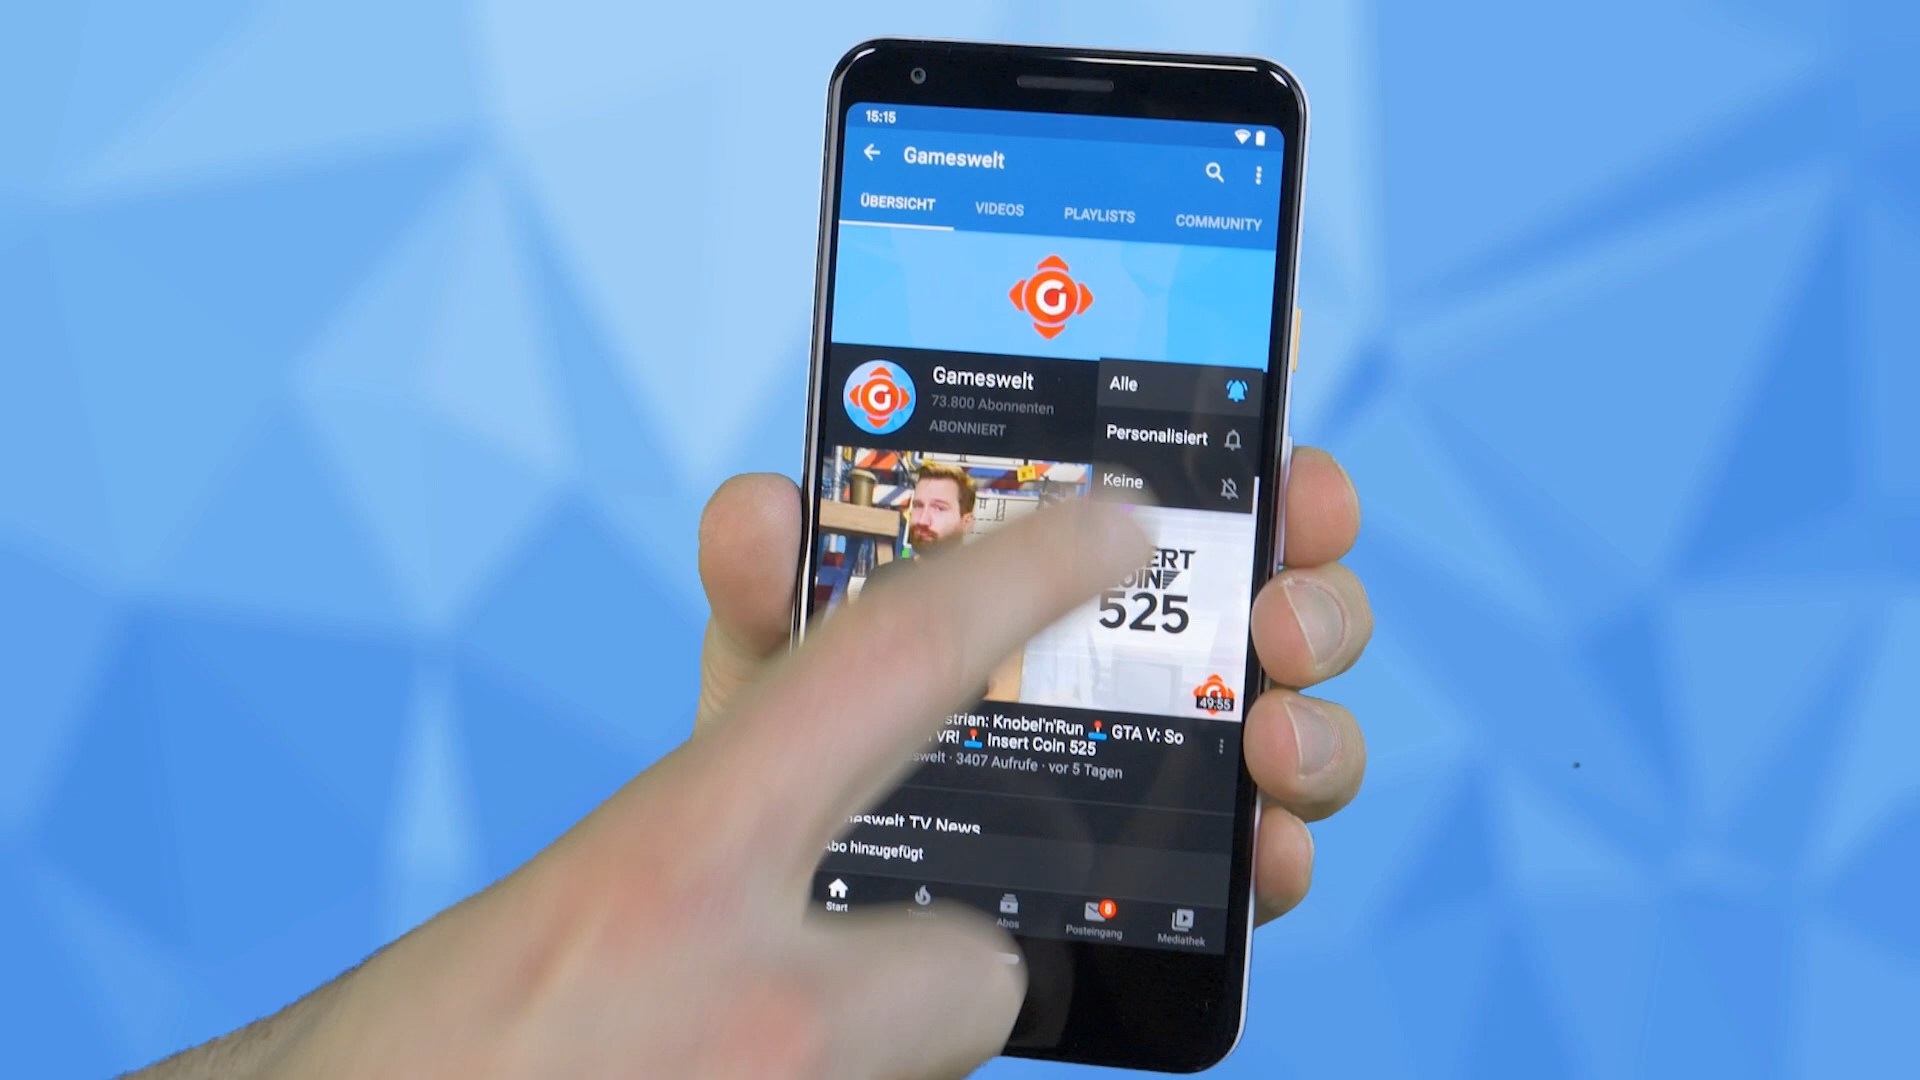 15:15
Gameswelt
ÜBERSICHT VIDEOS PLAYLISTS COMMUNITY
G
Gameswelt
73.800 Abonnenten
ABONNIERT
G
Alle
Personalisiert
Keine
525
49:55
Knobel'n'Run GTA V: So
VR! Insert Coin 525
3407 Aufrufe · vor 5 Tagen
TV News
hinzugefügt
Start
Abos
8
Posteingang
Mediathek